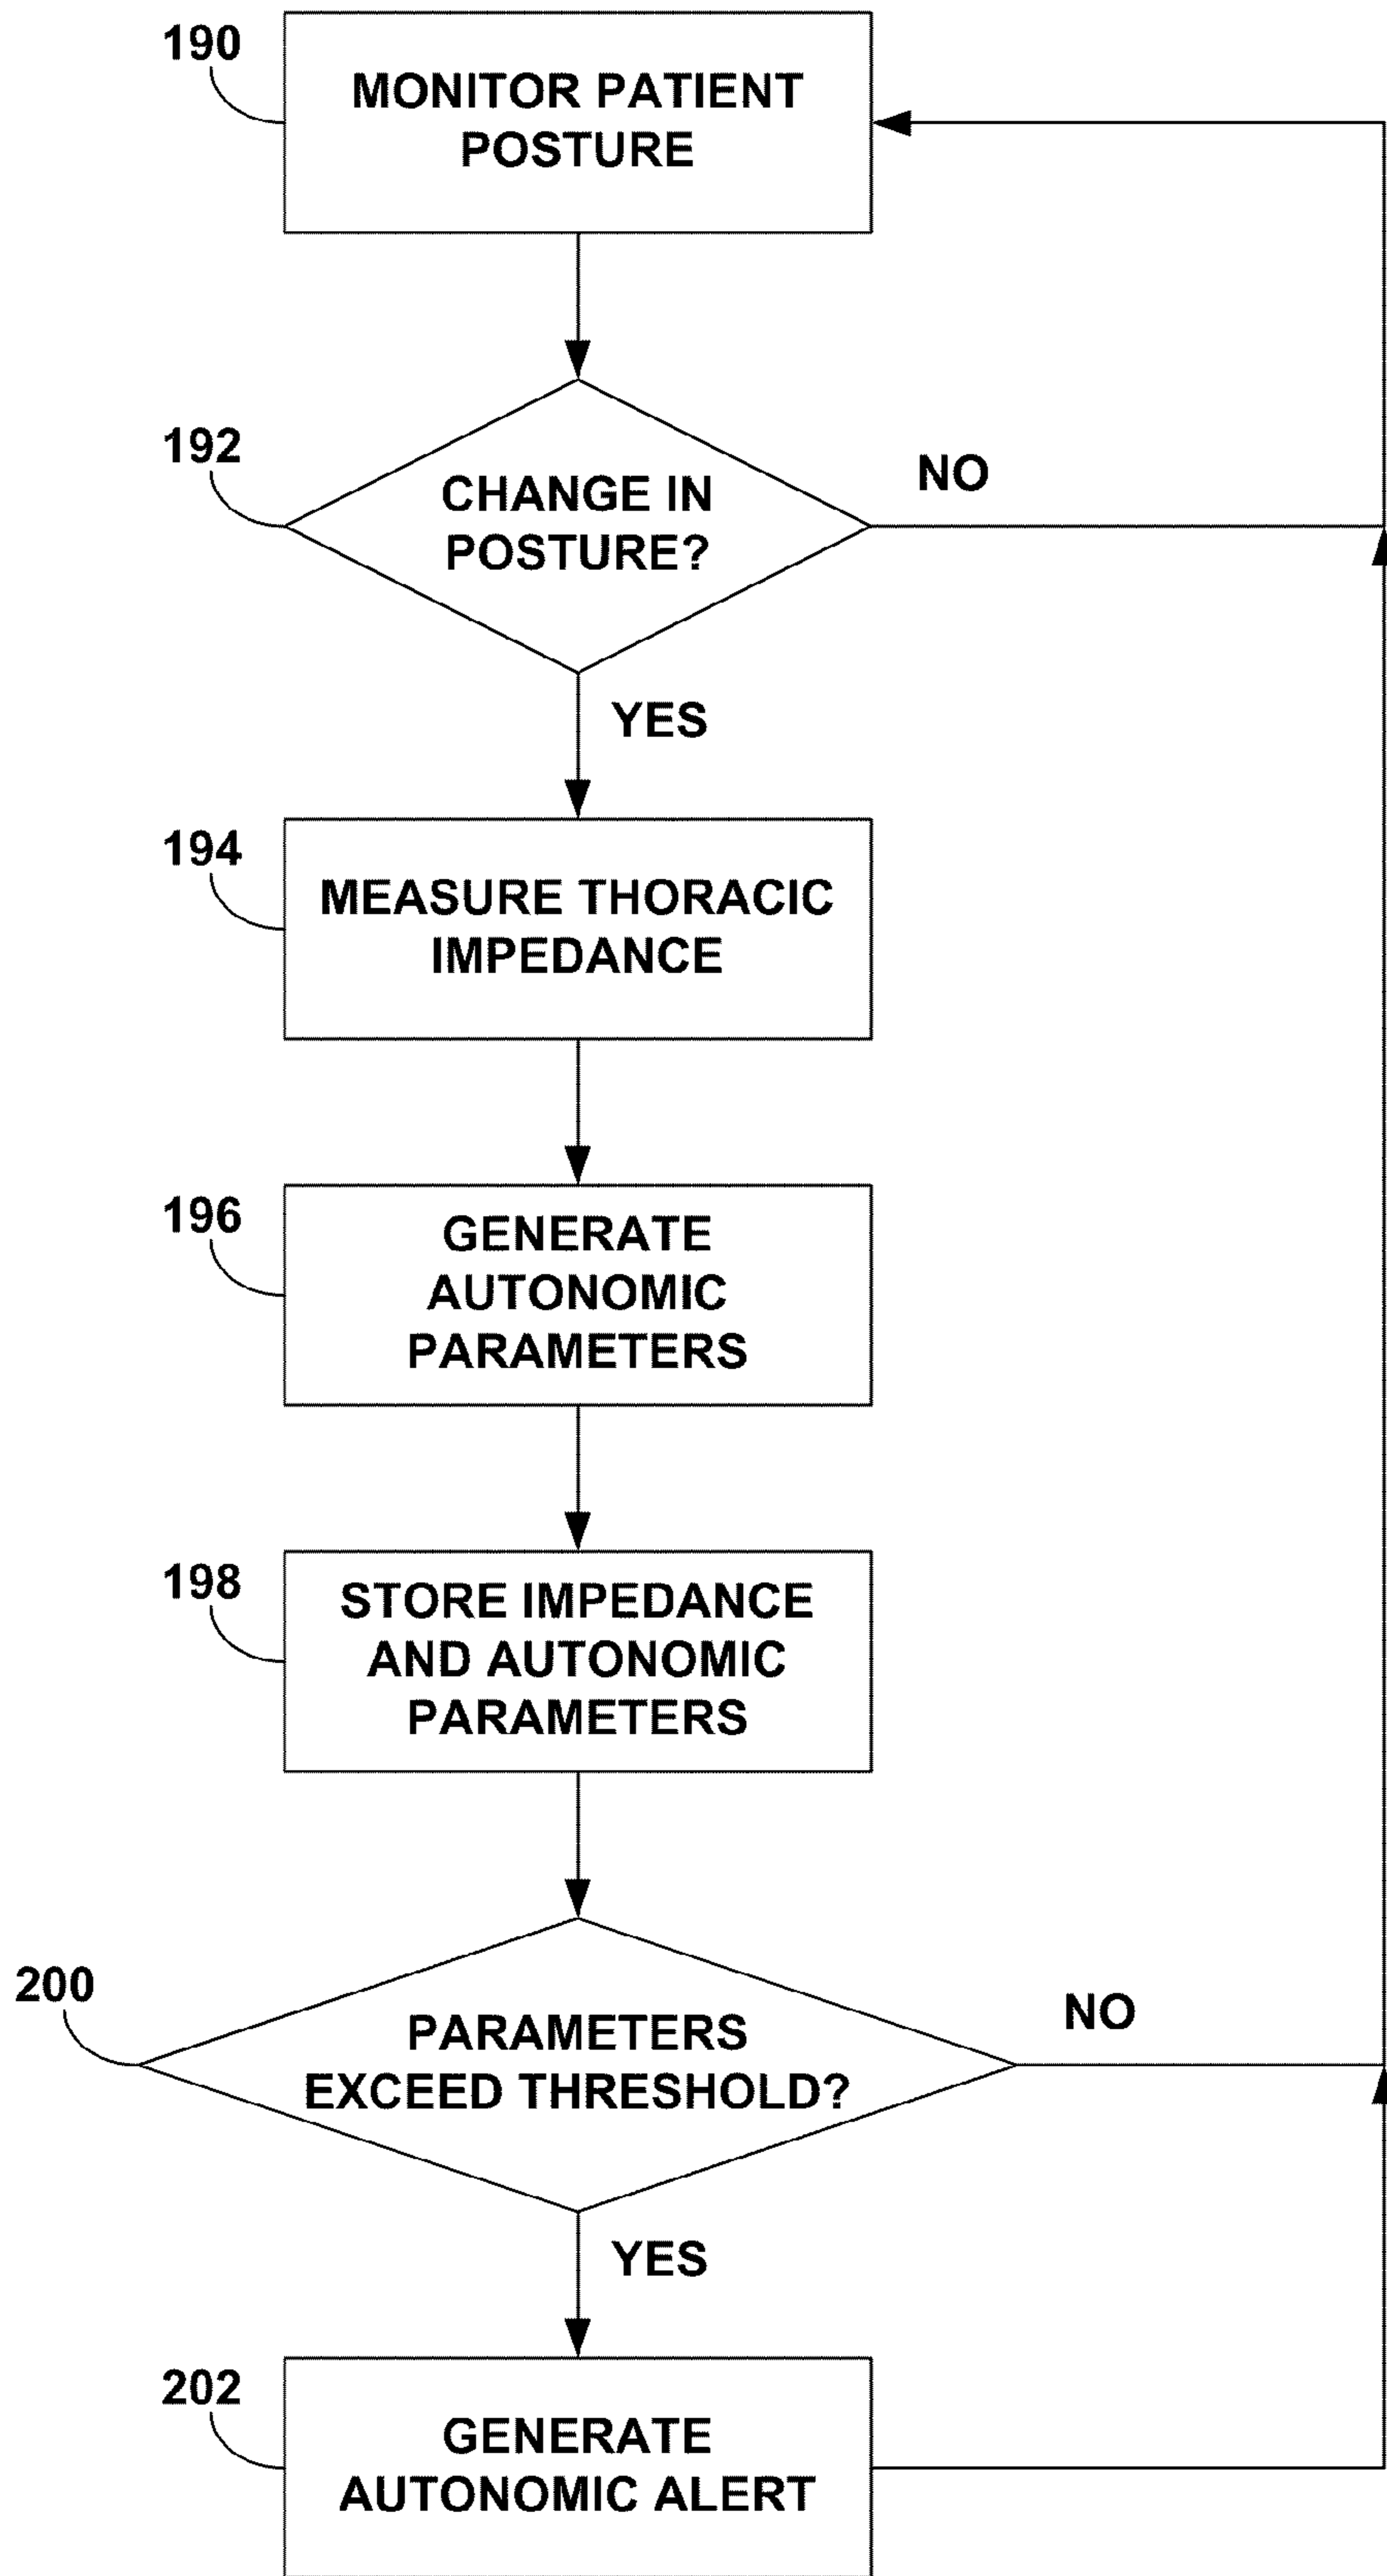 190
MONITOR PATIENT
POSTURE
192
CHANGE IN
POSTURE?
NO
YES
194
MEASURE THORACIC
IMPEDANCE
196
GENERATE
AUTONOMIC
PARAMETERS
198
STORE IMPEDANCE
AND AUTONOMIC
PARAMETERS
200
PARAMETERS
EXCEED THRESHOLD?
NO
YES
202
GENERATE
AUTONOMIC ALERT